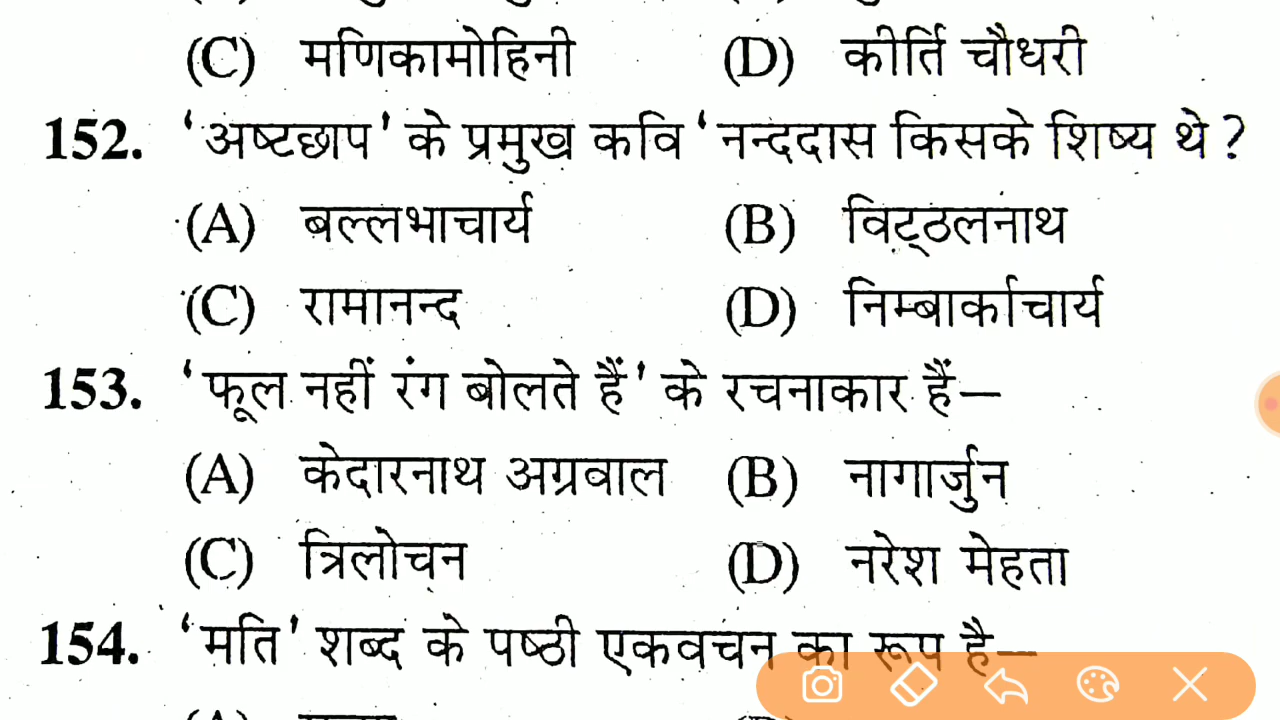 (C) मणिकामोहिनी (D) कीर्ति चौधरी
152. 'अष्टछाप' के प्रमुख कवि 'नन्ददास किसके शिष्य थे?
(A) बल्लभाचार्य (B) विट्ठलनाथ
(C) रामानन्द (D) निम्बार्काचार्य
153. 'फूल नहीं रंग बोलते हैं' के रचनाकार हैं—
(A) केदारनाथ अग्रवाल (B) नागार्जुन
(C) त्रिलोचन (D) नरेश मेहता
154. 'मति' शब्द के षष्ठी एकवचन का रूप है—